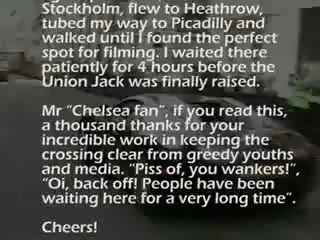 Stockholm, flew to Heathrow,
tubed my way to Picadilly and
walked until I found the perfect
spot for filming. I waited there
patiently for 4 hours before the
Union Jack was finally raised.
Mr “Chelsea fan”, if you read this,
a thousand thanks for your
incredible work in keeping the
crossing clear from greedy youths
and media. “Piss of, you wankers!”,
“Oi, back off! People have been
waiting here for a very long time”.
Cheers!